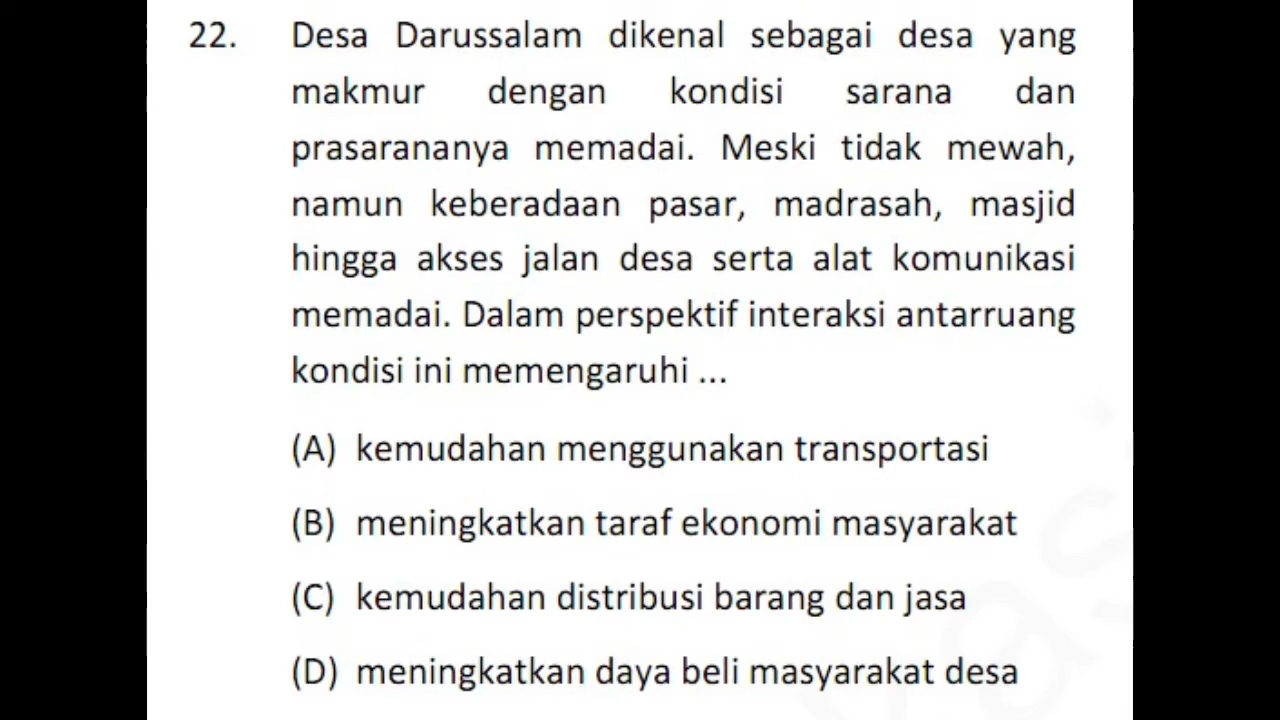 22. Desa Darussalam dikenal sebagai desa yang
makmur dengan kondisi sarana dan
prasarananya memadai. Meski tidak mewah,
namun keberadaan pasar, madrasah, masjid
hingga akses jalan desa serta alat komunikasi
memadai. Dalam perspektif interaksi antarruang
kondisi ini memengaruhi ...
(A) kemudahan menggunakan transportasi
(B) meningkatkan taraf ekonomi masyarakat
(C) kemudahan distribusi barang dan jasa
(D) meningkatkan daya beli masyarakat desa